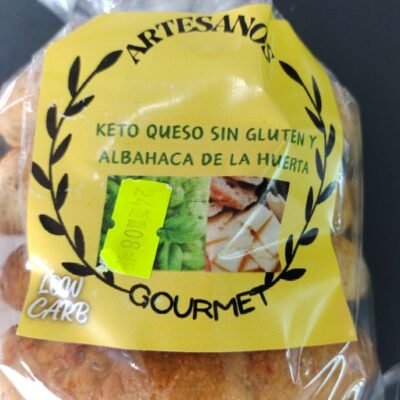 ARTESANOS
KETO QUESO SIN GLUTEN Y
ALBAHACA DE LA HUERTA
LOW
CARB
GOURMET